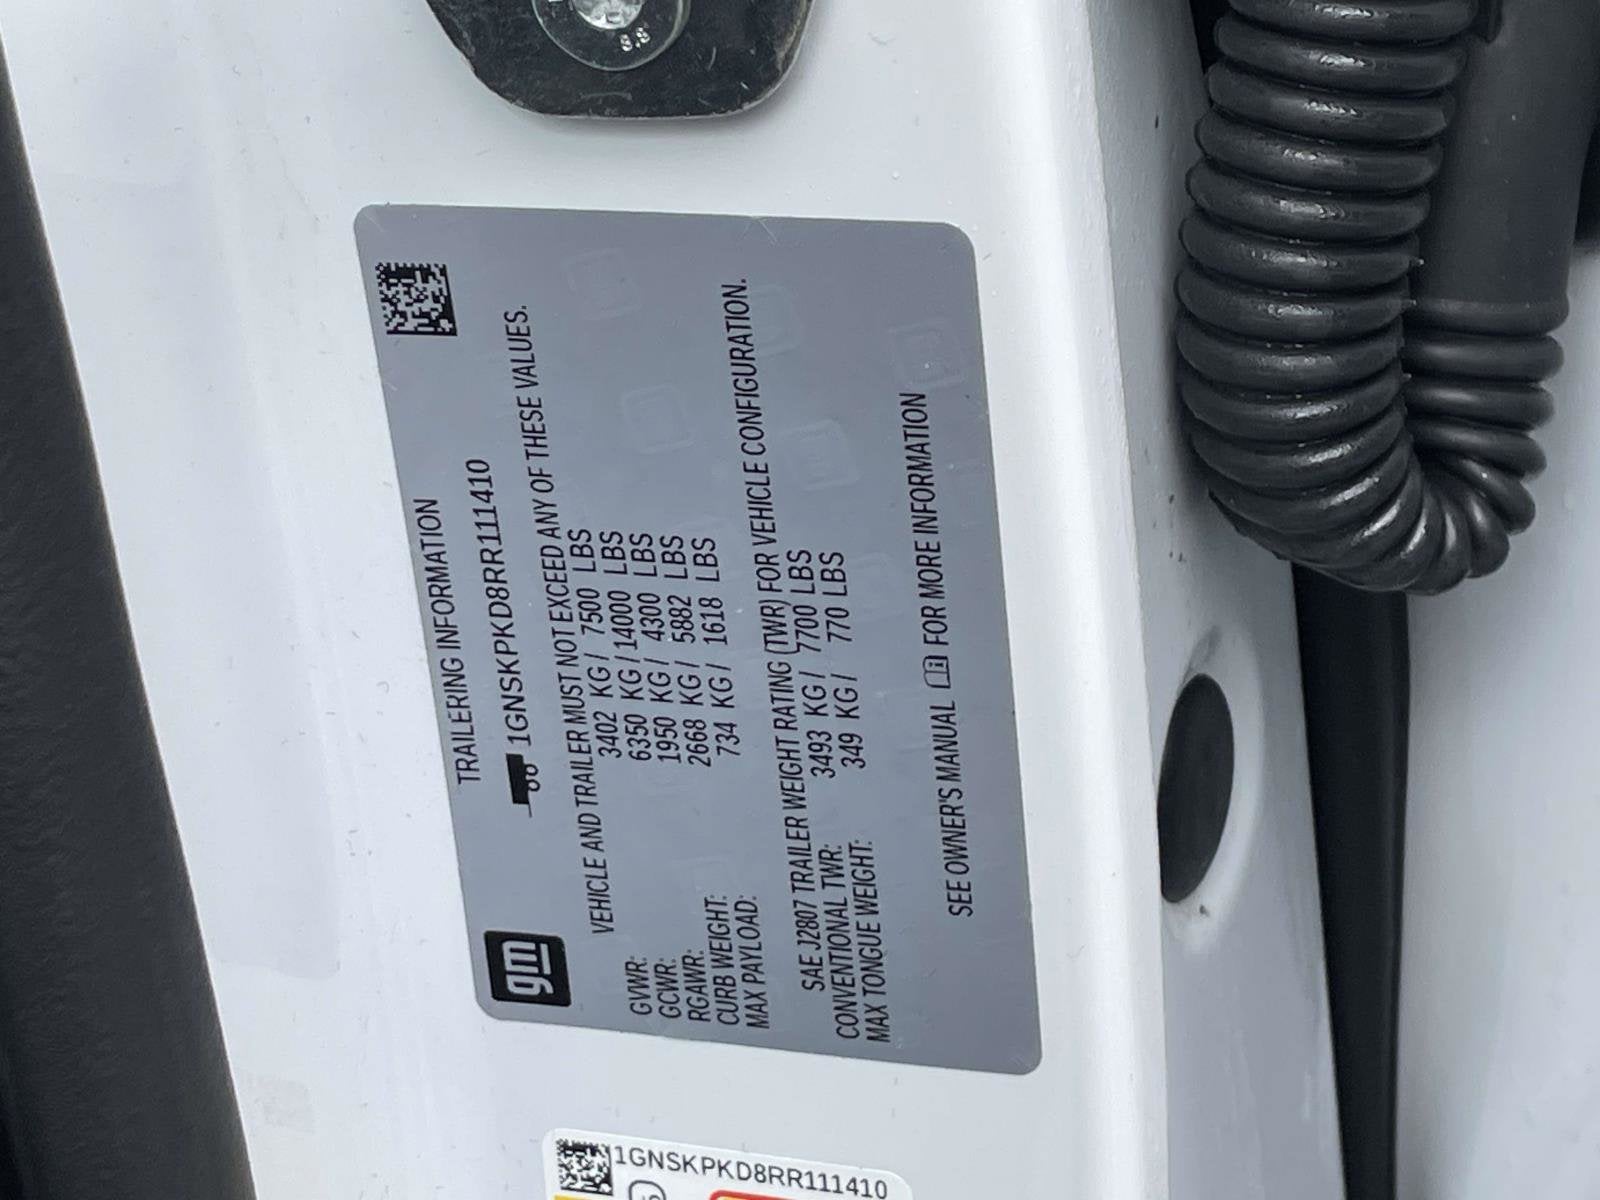 8.8
gm
TRAILERING INFORMATION
1GNSKPKD8RR111410
VEHICLE AND TRAILER MUST NOT EXCEED ANY OF THESE VALUES.
GVWR: 3402 KG / 7500 LBS
GCWR: 6350 KG / 14000 LBS
RGAWR: 1950 KG / 4300 LBS
CURB WEIGHT: 2668 KG / 5882 LBS
MAX PAYLOAD: 734 KG / 1618 LBS
SAE J2807 TRAILER WEIGHT RATING (TWR) FOR VEHICLE CONFIGURATION.
CONVENTIONAL TWR: 3493 KG / 7700 LBS
MAX TONGUE WEIGHT: 349 KG / 770 LBS
SEE OWNER'S MANUAL FOR MORE INFORMATION
1GNSKPKD8RR111410